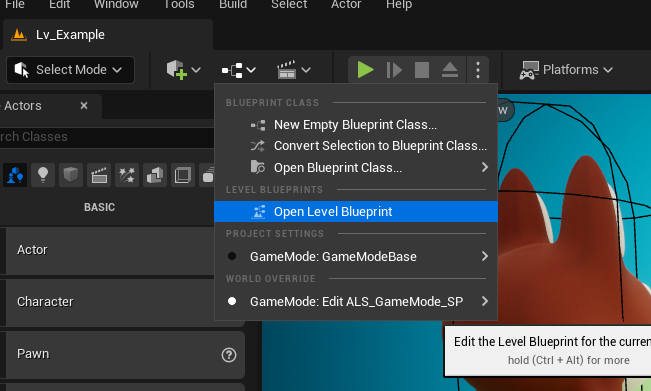 File Edit Window Tools Build Select Actor Help
Lv_Example
Select Mode
Platforms
Actors
Classes
BASIC
Actor
Character
Pawn
BLUEPRINT CLASS
New Empty Blueprint Class...
Convert Selection to Blueprint Class...
Open Blueprint Class...
LEVEL BLUEPRINTS
Open Level Blueprint
PROJECT SETTINGS
GameMode: GameModeBase
WORLD OVERRIDE
GameMode: Edit ALS_GameMode_SP
Edit the Level Blueprint for the curren
hold (Ctrl + Alt) for more